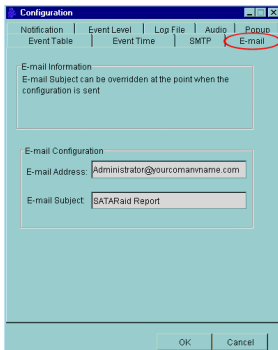 Configuration
Notification Event Level Log File Audio Popup
Event Table Event Time SMTP E-mail
E-mail Information
E-mail Subject can be overridden at the point when the
configuration is sent
E-mail Configuration
E-mail Address: Administrator@yourcomanyname.com
E-mail Subject: SATARaid Report
OK Cancel